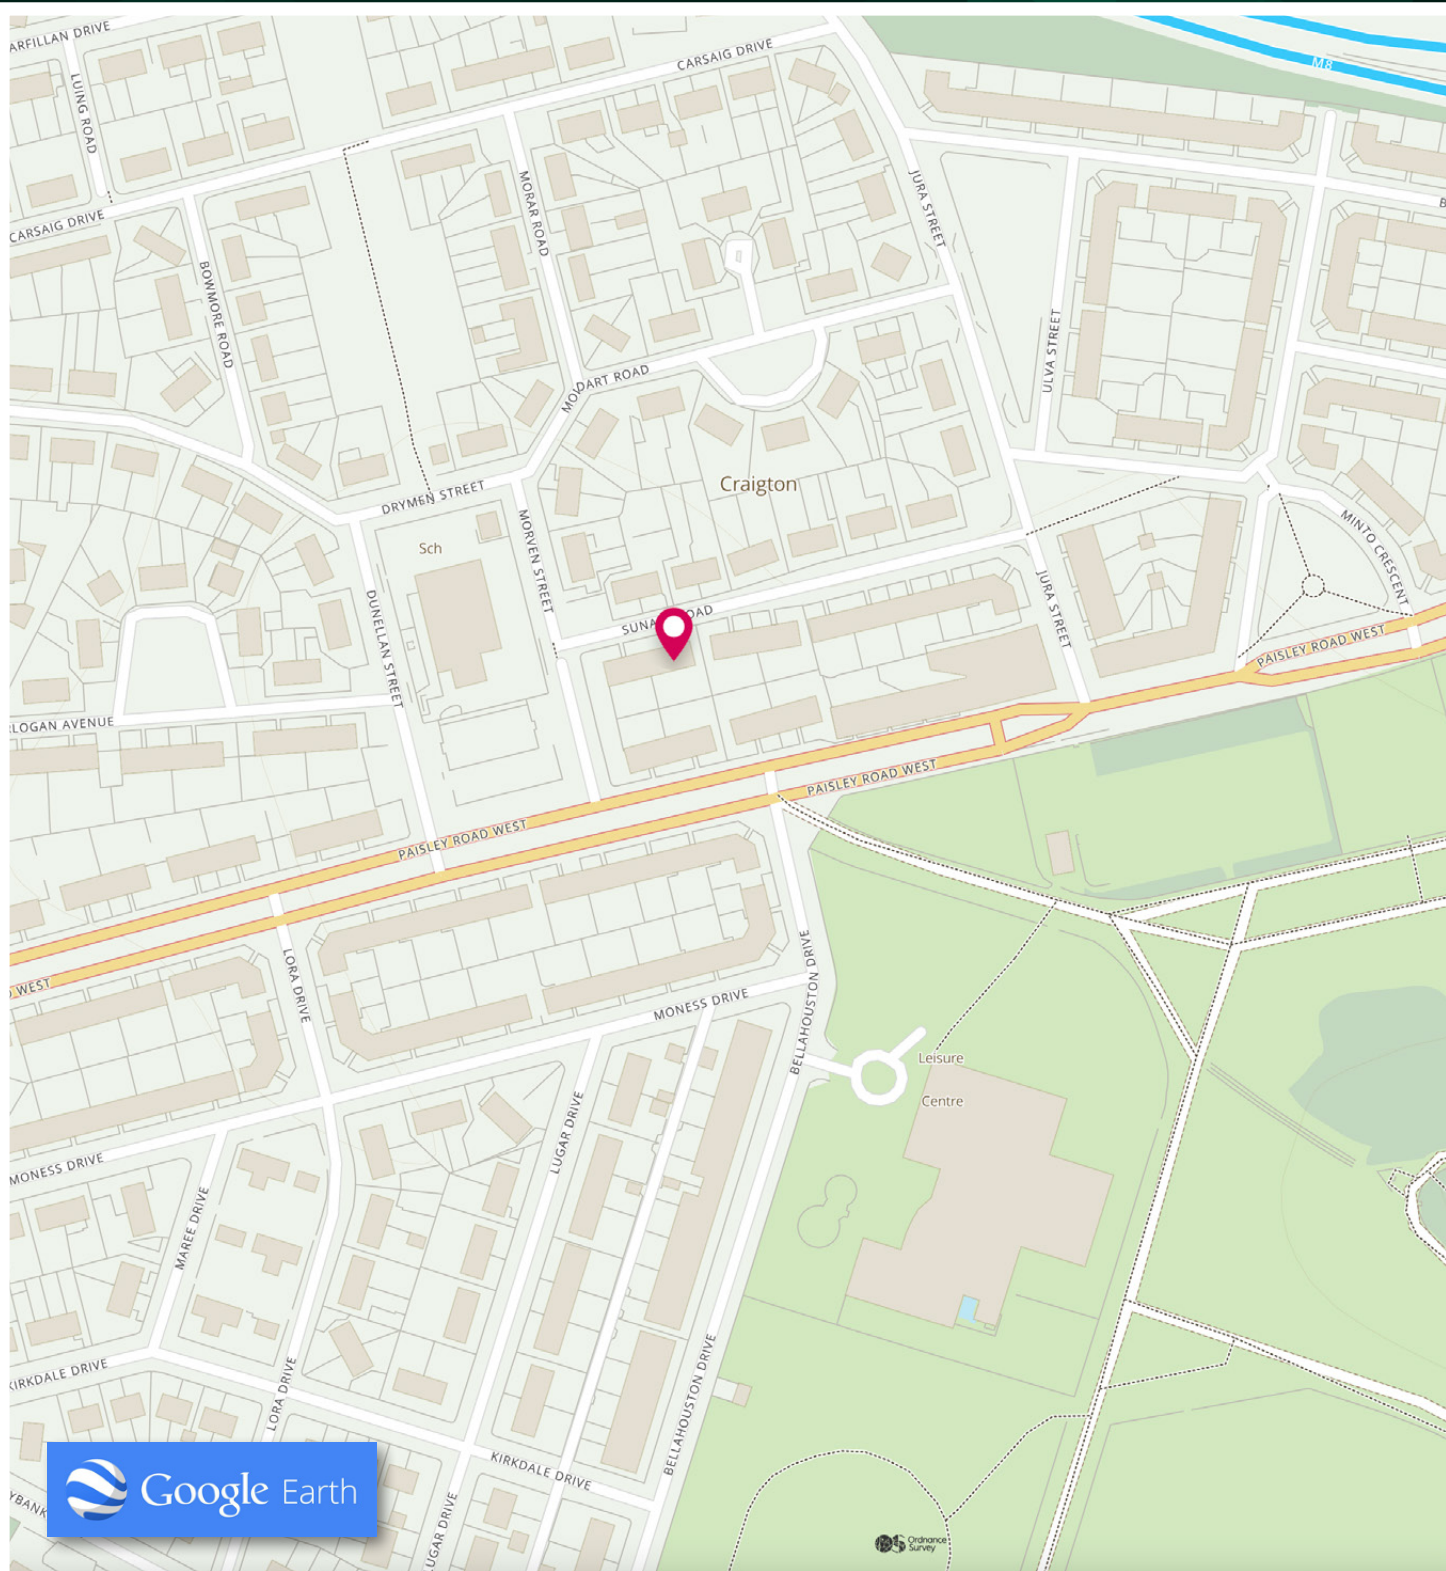 ARFILLAN DRIVE
LUING ROAD
CARSAIG DRIVE
M8
CARSAIG DRIVE
MORAR ROAD
JURA STREET
BOWMORE ROAD
ULVA STREET
DART ROAD
DRYMEN STREET
Craigton
Sch
MORVEN STREET
MINTO CRESCENT
DUNELLAN STREET
JURA STREET
SUNA ROAD
PAISLEY ROAD WEST
LOGAN AVENUE
PAISLEY ROAD WEST
PAISLEY ROAD WEST
WEST
LORA DRIVE
MONESS DRIVE
BELLAHOUSTON DRIVE
Leisure
Centre
LUGAR DRIVE
MONESS DRIVE
MAREE DRIVE
KIRKDALE DRIVE
LORA DRIVE
BELLAHOUSTON DRIVE
KIRKDALE DRIVE
YBANK
LUGAR DRIVE
Google Earth
OS Ordnance
Survey